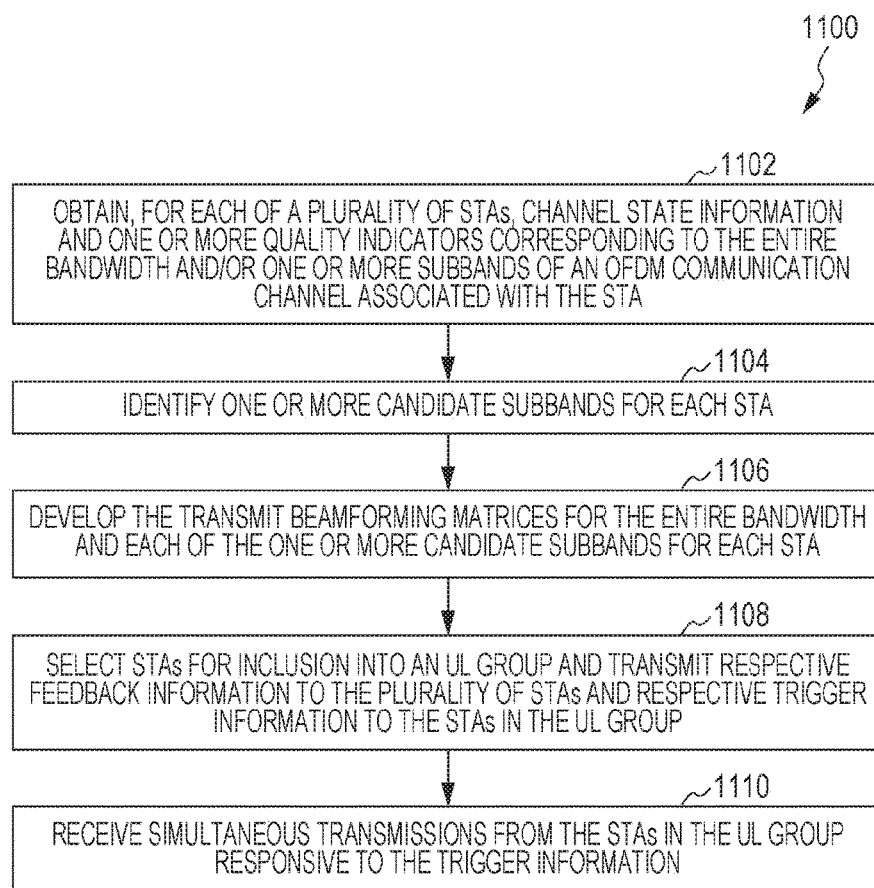 1100
1102
OBTAIN, FOR EACH OF A PLURALITY OF STAs, CHANNEL STATE INFORMATION
AND ONE OR MORE QUALITY INDICATORS CORRESPONDING TO THE ENTIRE
BANDWIDTH AND/OR ONE OR MORE SUBBANDS OF AN OFDM COMMUNICATION
CHANNEL ASSOCIATED WITH THE STA
1104
IDENTIFY ONE OR MORE CANDIDATE SUBBANDS FOR EACH STA
1106
DEVELOP THE TRANSMIT BEAMFORMING MATRICES FOR THE ENTIRE BANDWIDTH
AND EACH OF THE ONE OR MORE CANDIDATE SUBBANDS FOR EACH STA
1108
SELECT STAs FOR INCLUSION INTO AN UL GROUP AND TRANSMIT RESPECTIVE
FEEDBACK INFORMATION TO THE PLURALITY OF STAs AND RESPECTIVE TRIGGER
INFORMATION TO THE STAs IN THE UL GROUP
1110
RECEIVE SIMULTANEOUS TRANSMISSIONS FROM THE STAs IN THE UL GROUP
RESPONSIVE TO THE TRIGGER INFORMATION